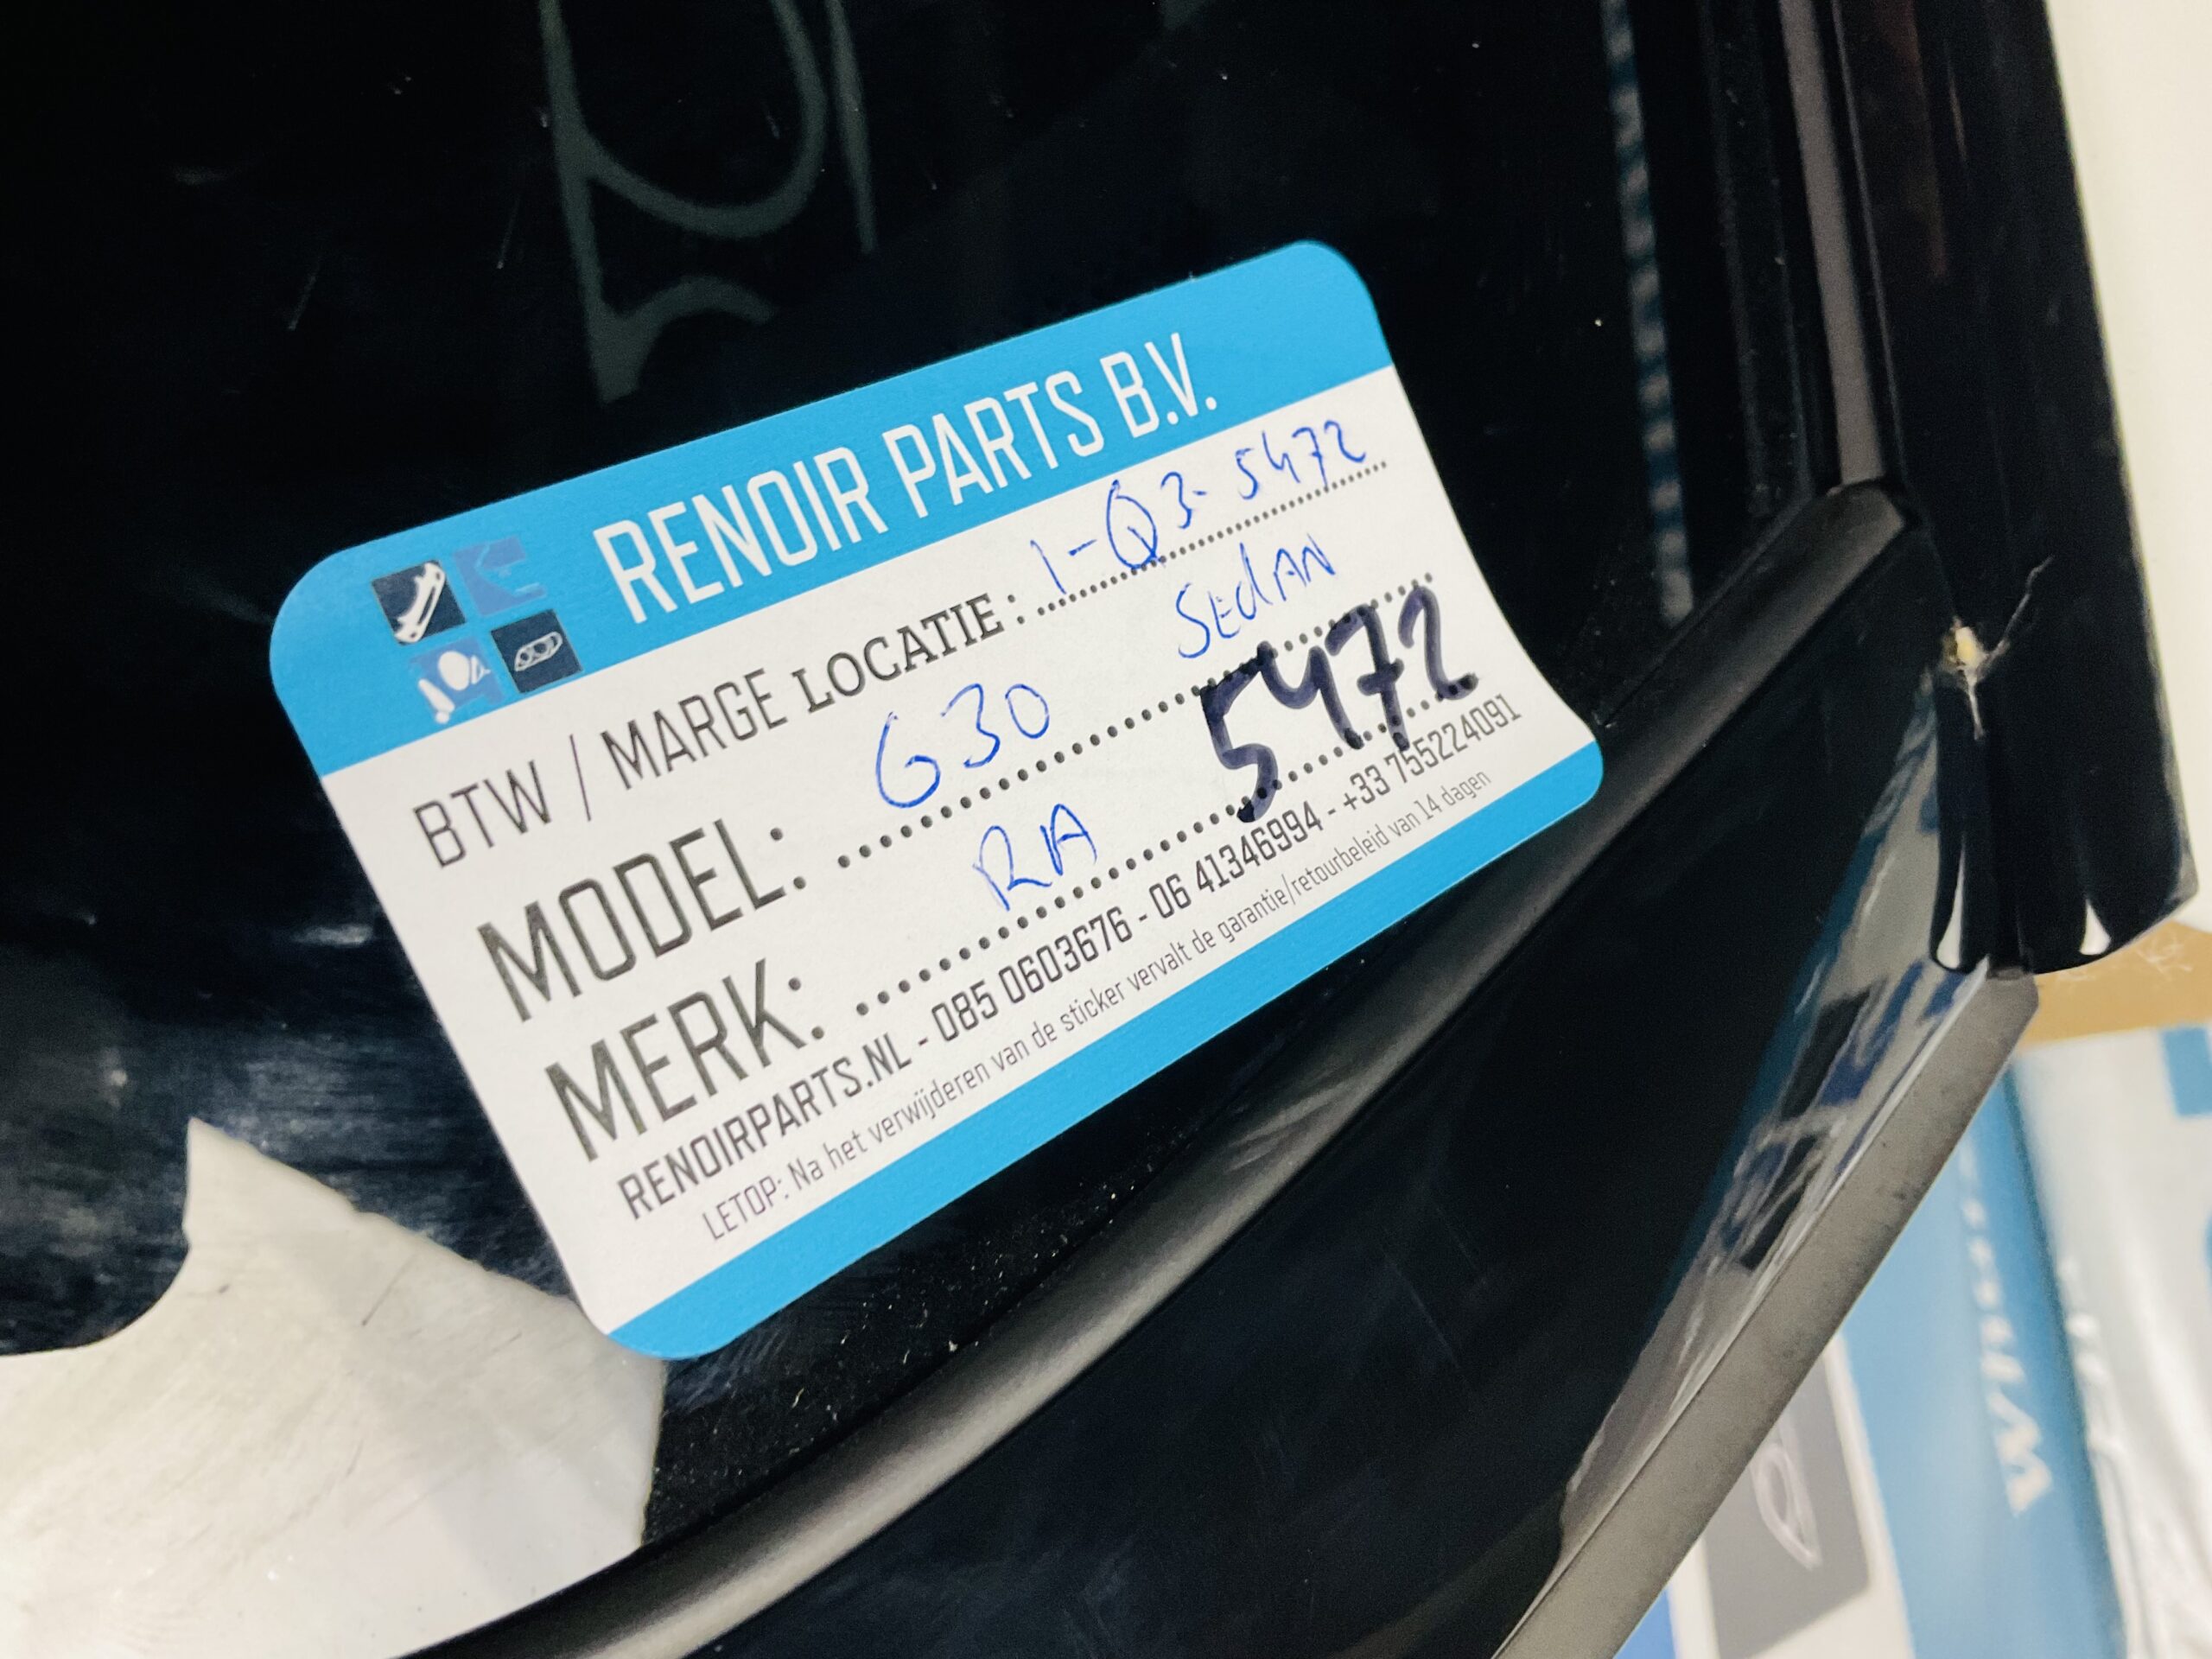 RENOIR PARTS B.V.
BTW / MARGE LOCATIE: 1-Q3-5472
MODEL: G30 SEdAN
MERK: RA 5472
RENOIRPARTS.NL - 085 0603676 - 06 41346994 - +33 755224091
LETOP: Na het verwijderen van de sticker vervalt de garantie/retourbeleid van 14 dagen